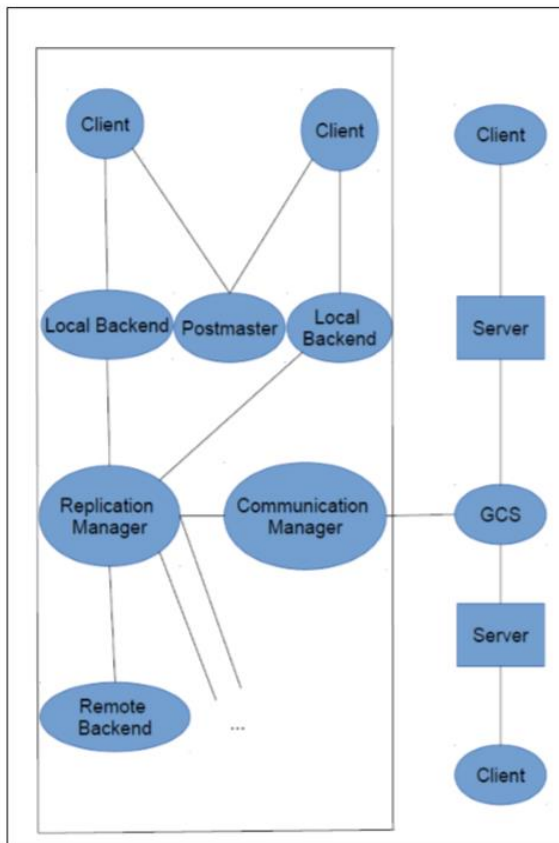 Client
Client
Client
Local Backend
Postmaster
Local
Backend
Server
Replication
Manager
Communication
Manager
GCS
Server
Remote
Backend
...
Client